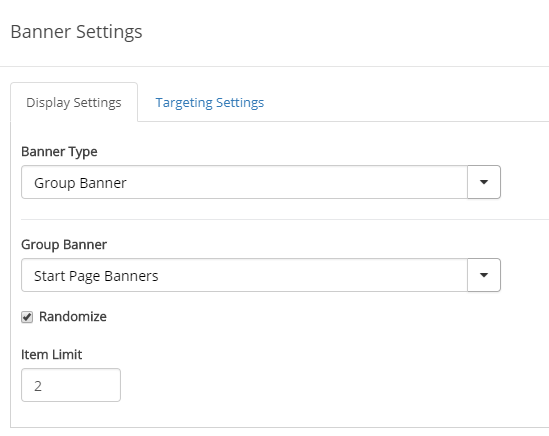 Banner Settings
Display Settings Targeting Settings
Banner Type
Group Banner
Group Banner
Start Page Banners
Randomize
Item Limit
2